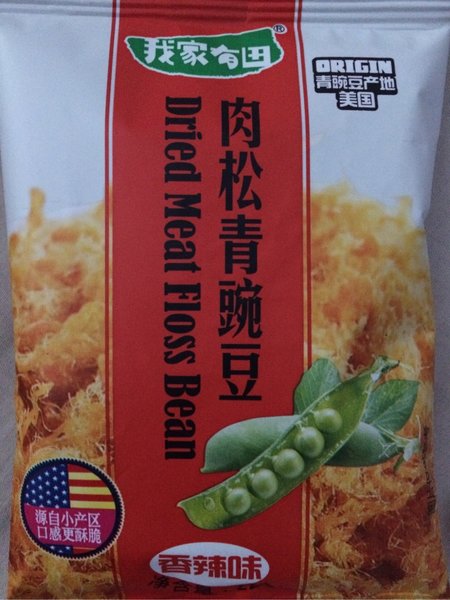 我家有田®
ORIGIN
青豌豆产地
美国
肉松青豌豆
Dried Meat Floss Bean
源自小产区
口感更酥脆
香辣味